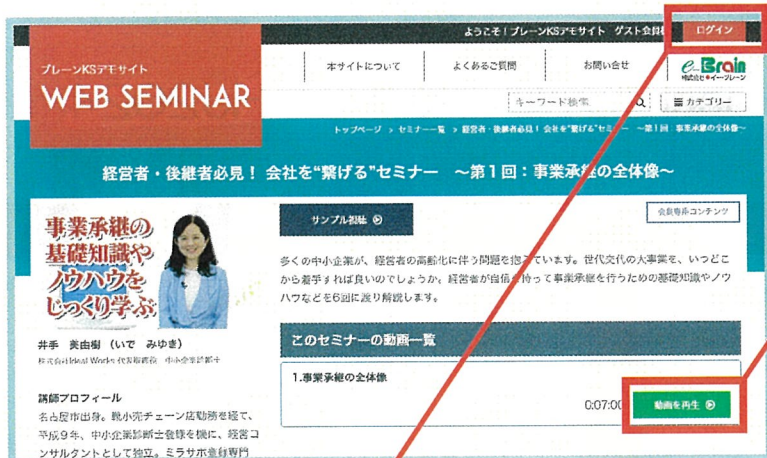 ようこそ！ブレーンKSデモサイト ゲスト会員
ログイン
ブレーンKSデモサイト
WEB SEMINAR
本サイトについて
よくあるご質問
お問い合せ
e-Brain
株式会社イー・ブレーン
キーワード検索
カテゴリー
トップページ > セミナー一覧 > 経営者・後継者必見！ 会社を“繋げる”セミナー ～第1回 事業承継の全体像～
経営者・後継者必見！ 会社を“繋げる”セミナー ～第1回：事業承継の全体像～
事業承継の
基礎知識や
ノウハウを
じっくり学ぶ
井手 美由樹 （いで みゆき）
株式会社Ideal Works 代表取締役 中小企業診断士
講師プロフィール
名古屋市出身。靴小売チェーン店勤務を経て、
平成9年、中小企業診断士登録を機に、経営コ
ンサルタントとして独立。ミラサポ登録専門
サンプル視聴
会員専用コンテンツ
多くの中小企業が、経営者の高齢化に伴う問題を抱えています。世代交代の大事業を、いつどこ
から着手すれば良いのでしょうか。経営者が自信を持って事業承継を行うための基礎知識やノウ
ハウなどを6回に渡り解説します。
このセミナーの動画一覧
1.事業承継の全体像
0:07:00
動画を再生